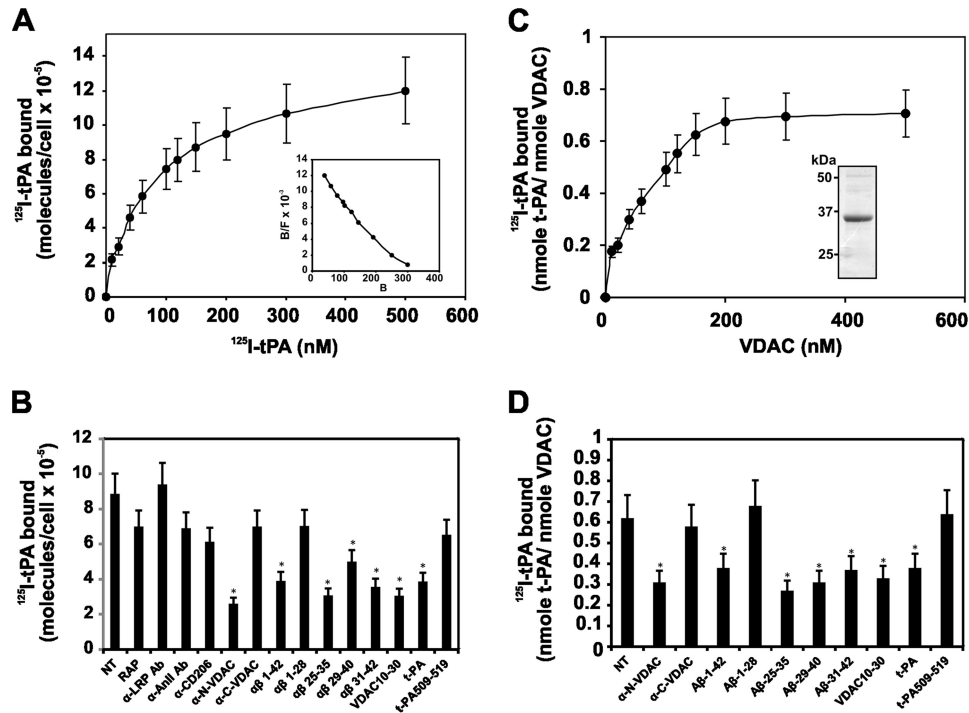 A
¹²⁵I-tPA bound
(molecules/cell x 10⁻⁵)
14
12
10
8
6
4
2
0
0 100 200 300 400 500 600
¹²⁵I-tPA (nM)
B/F x 10⁻³
12
10
8
6
4
2
0
0 100 200 300 400
B
C
¹²⁵I-tPA bound
(nmole t-PA/ nmole VDAC)
1
0.8
0.6
0.4
0.2
0
0 200 400 600
VDAC (nM)
kDa
50
37
25
B
¹²⁵I-tPA bound
(molecules/cell x 10⁻⁵)
12
10
8
6
4
2
0
* * * * * * *
NT
RAP
α-LRP Ab
α-AnII Ab
α-CD206
α-N-VDAC
α-C-VDAC
αβ 1-42
αβ 1-28
αβ 25-35
αβ 29-40
αβ 31-42
VDAC10-30
t-PA
t-PA509-519
D
¹²⁵I-tPA bound
(nmole t-PA/ nmole VDAC)
1
0.9
0.8
0.7
0.6
0.5
0.4
0.3
0.2
0.1
0
* * * * * * *
NT
α-N-VDAC
α-C-VDAC
Aβ-1-42
Aβ-1-28
Aβ-25-35
Aβ-29-40
Aβ-31-42
VDAC10-30
t-PA
t-PA509-519